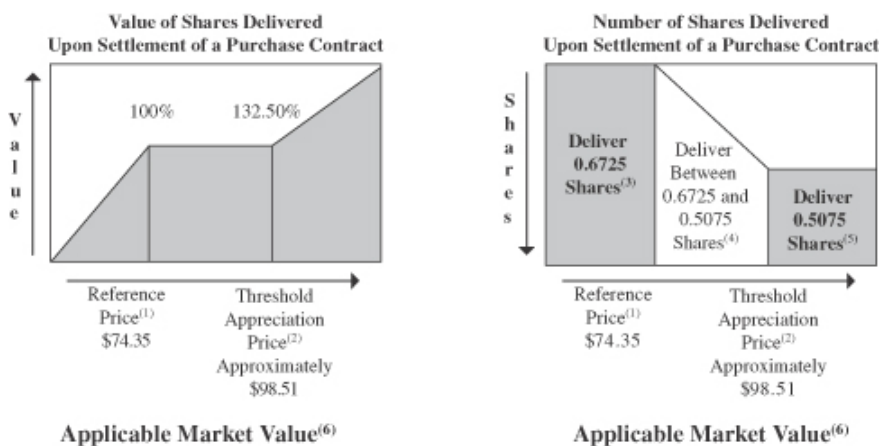 Value of Shares Delivered
Upon Settlement of a Purchase Contract
Value
100%
132.50%
Reference
Price(1)
$74.35
Threshold
Appreciation
Price(2)
Approximately
$98.51
Applicable Market Value(6)
Number of Shares Delivered
Upon Settlement of a Purchase Contract
Shares
Deliver
0.6725
Shares(3)
Deliver
Between
0.6725 and
0.5075
Shares(4)
Deliver
0.5075
Shares(5)
Reference
Price(1)
$74.35
Threshold
Appreciation
Price(2)
Approximately
$98.51
Applicable Market Value(6)